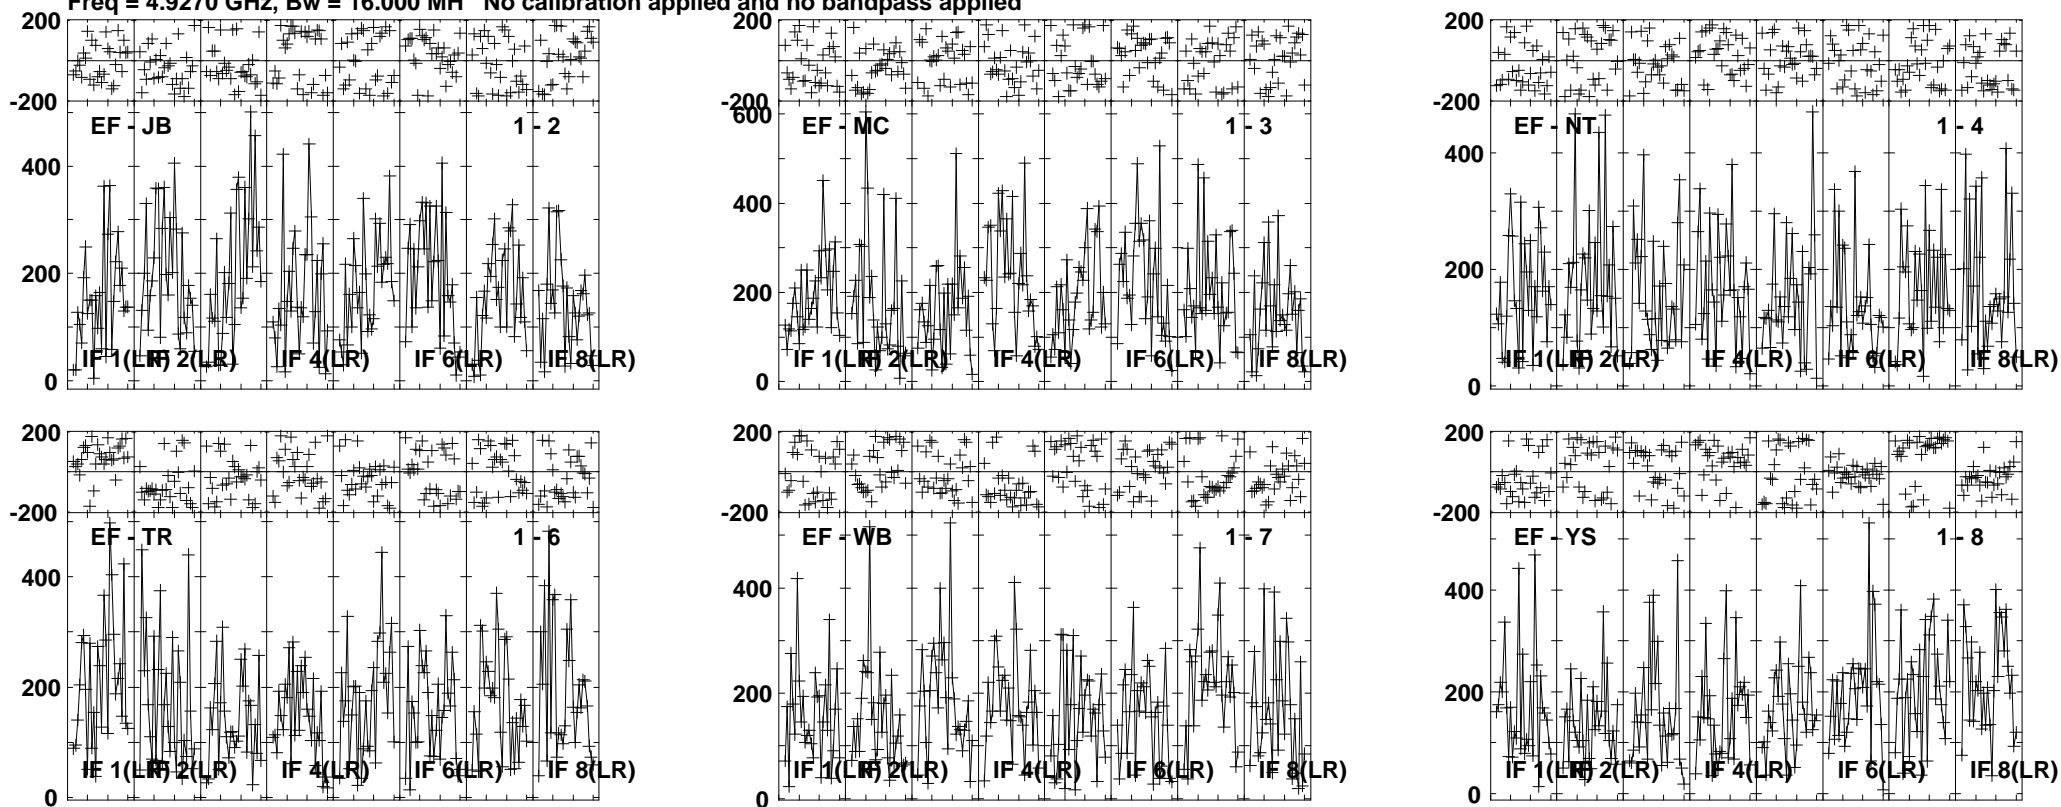 Freq = 4.9270 GHz, Bw = 16.000 MH No calibration applied and no bandpass applied
200
-200
EF - JB 1 - 2
400
200
0
IF 1(LR) IF 2(LR) IF 4(LR) IF 6(LR) IF 8(LR)
200
-200
600
EF - MC 1 - 3
400
200
0
IF 1(LR) IF 2(LR) IF 4(LR) IF 6(LR) IF 8(LR)
200
-200
EF - NT 1 - 4
400
200
0
IF 1(LR) IF 2(LR) IF 4(LR) IF 6(LR) IF 8(LR)
200
-200
EF - TR 1 - 6
400
200
0
IF 1(LR) IF 2(LR) IF 4(LR) IF 6(LR) IF 8(LR)
200
-200
EF - WB 1 - 7
400
200
0
IF 1(LR) IF 2(LR) IF 4(LR) IF 6(LR) IF 8(LR)
200
-200
EF - YS 1 - 8
400
200
0
IF 1(LR) IF 2(LR) IF 4(LR) IF 6(LR) IF 8(LR)